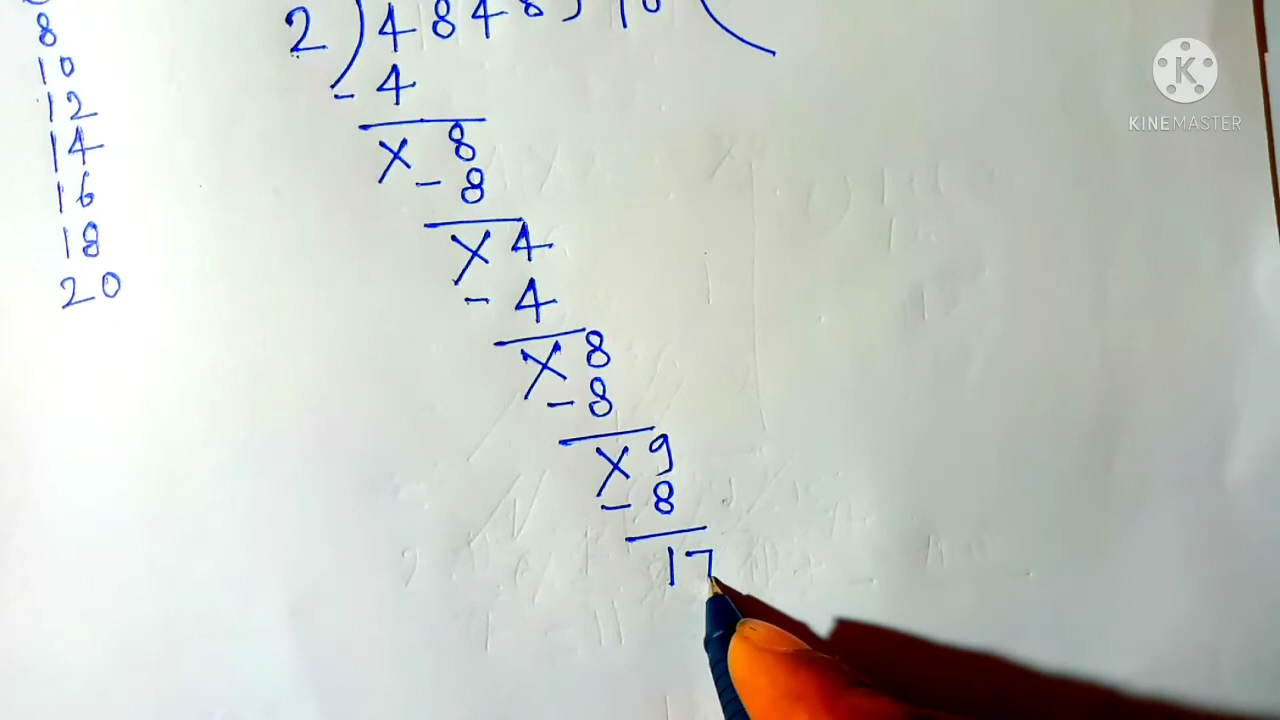 8
10
12
14
16
18
20
2 ) 4 8 4 8 (
- 4
x 8
- 8
x 4
- 4
x 8
- 8
x 9
- 8
17
KINEMASTER